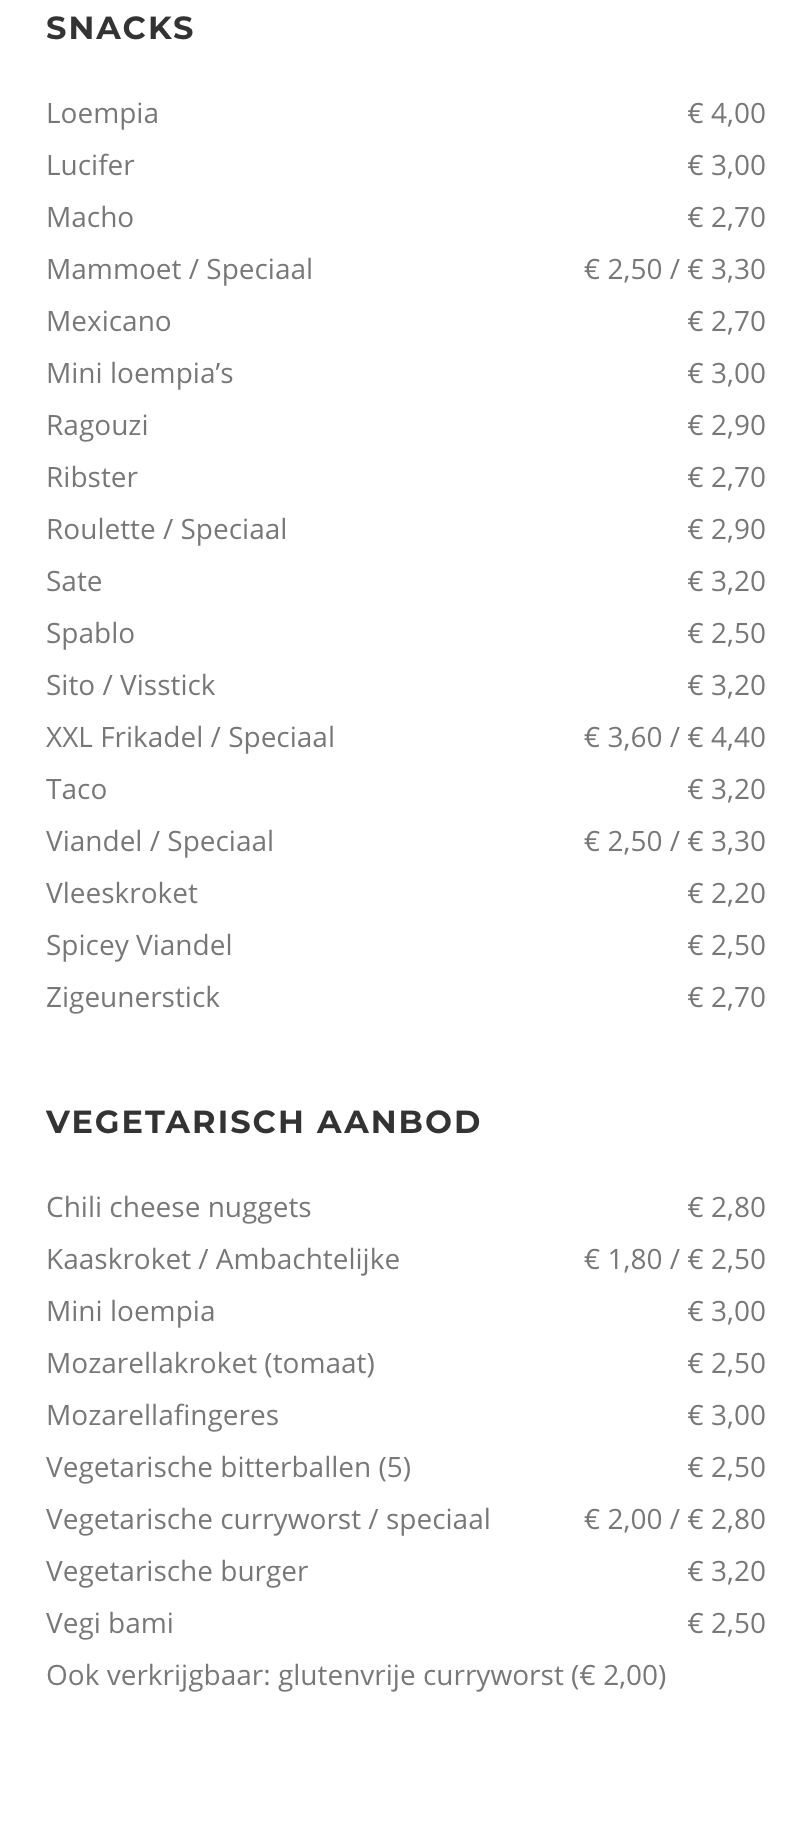 SNACKS
Loempia € 4,00
Lucifer € 3,00
Macho € 2,70
Mammoet / Speciaal € 2,50 / € 3,30
Mexicano € 2,70
Mini loempia’s € 3,00
Ragouzi € 2,90
Ribster € 2,70
Roulette / Speciaal € 2,90
Sate € 3,20
Spablo € 2,50
Sito / Visstick € 3,20
XXL Frikadel / Speciaal € 3,60 / € 4,40
Taco € 3,20
Viandel / Speciaal € 2,50 / € 3,30
Vleeskroket € 2,20
Spicey Viandel € 2,50
Zigeunerstick € 2,70
VEGETARISCH AANBOD
Chili cheese nuggets € 2,80
Kaaskroket / Ambachtelijke € 1,80 / € 2,50
Mini loempia € 3,00
Mozarellakroket (tomaat) € 2,50
Mozarellafingeres € 3,00
Vegetarische bitterballen (5) € 2,50
Vegetarische curryworst / speciaal € 2,00 / € 2,80
Vegetarische burger € 3,20
Vegi bami € 2,50
Ook verkrijgbaar: glutenvrije curryworst (€ 2,00)